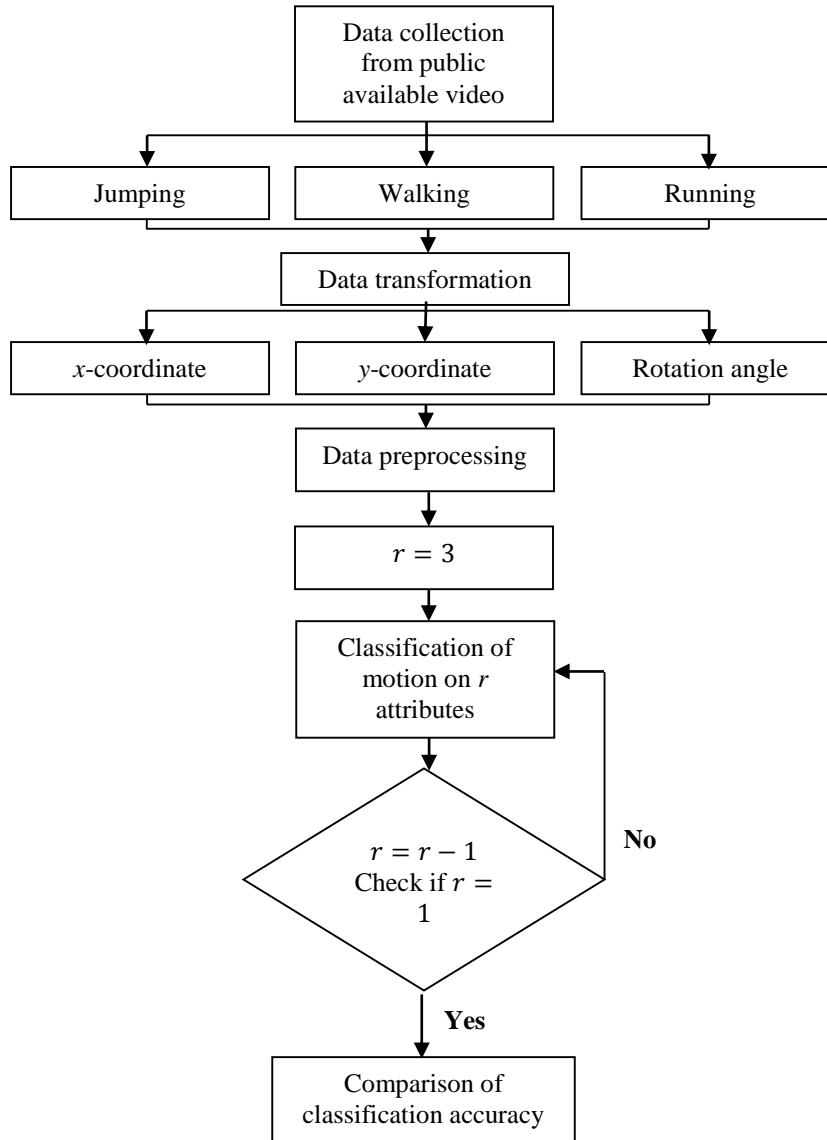 Data collection
from public
available video
Jumping
Walking
Running
Data transformation
x-coordinate
y-coordinate
Rotation angle
Data preprocessing
r = 3
Classification of
motion on r
attributes
r = r − 1
Check if r =
1
No
Yes
Comparison of
classification accuracy